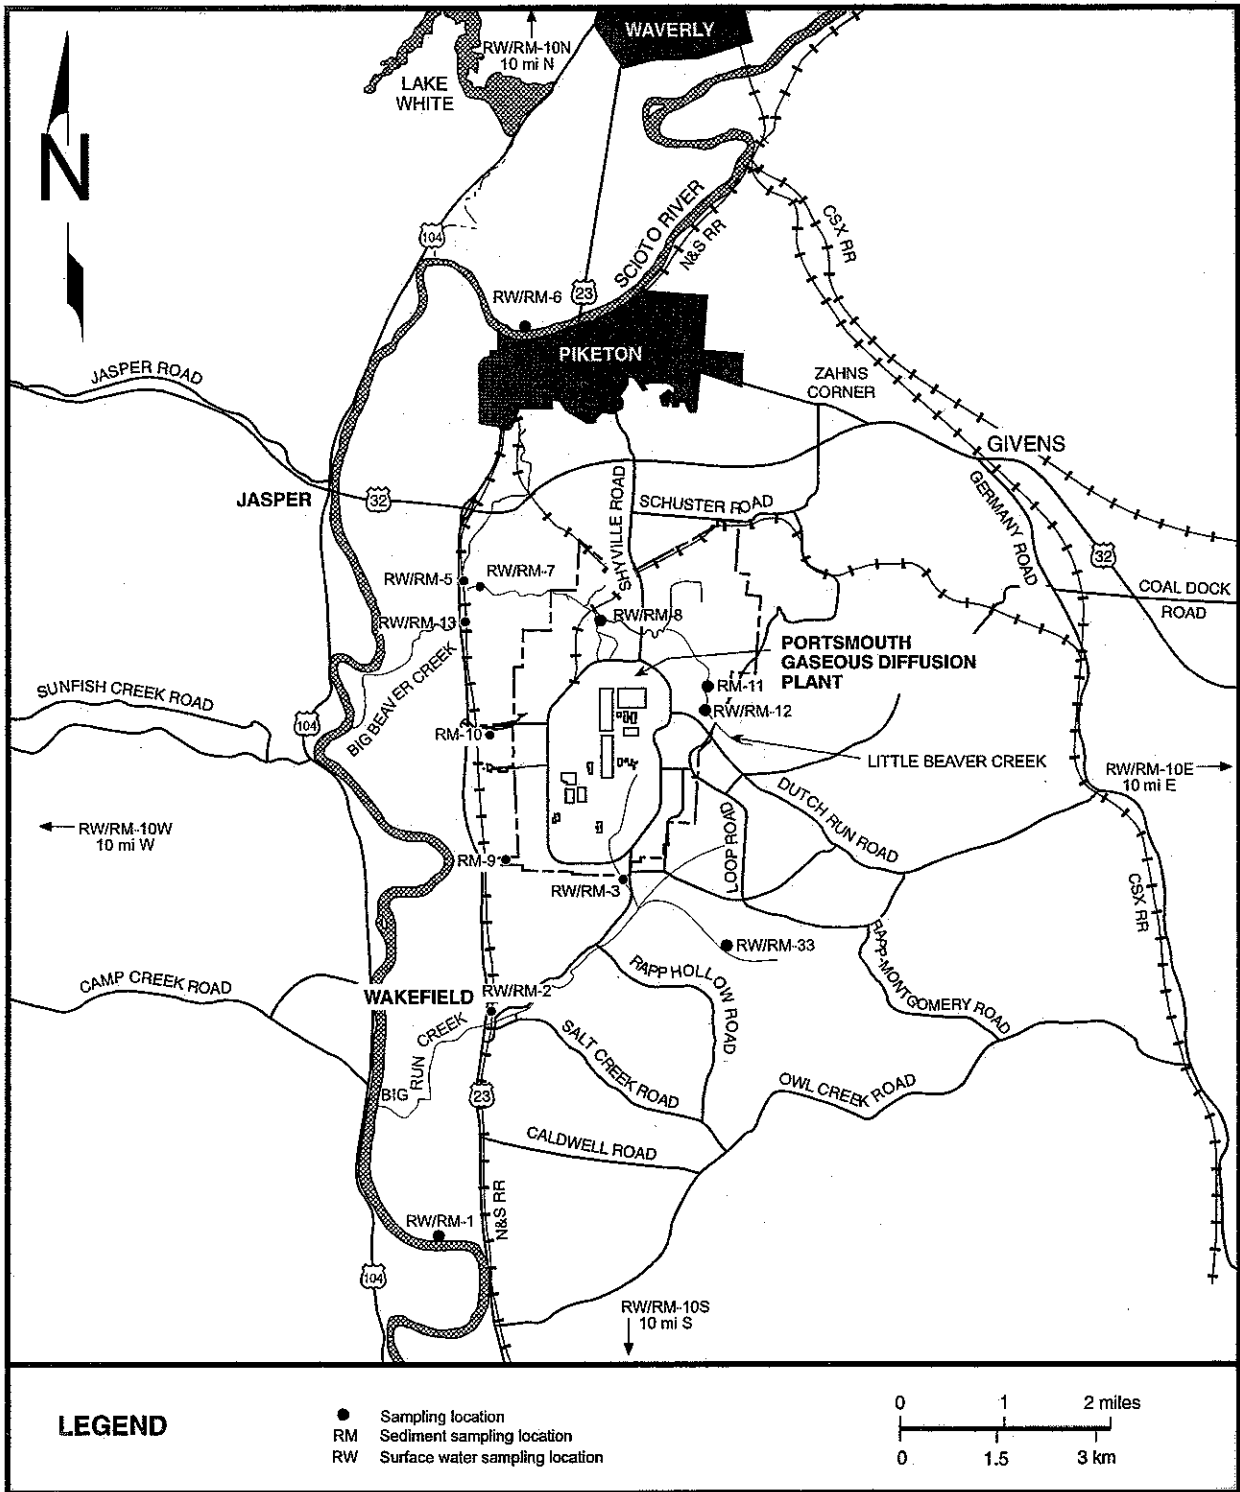 WAVERLY
RW/RM-10N
10 mi N
LAKE
WHITE
N
SCIOTO RIVER
N&S RR
CSX RR
104
RW/RM-6
23
PIKETON
JASPER ROAD
ZAHNS
CORNER
GIVENS
JASPER
32
SHYVILLE ROAD
SCHUSTER ROAD
GERMANY ROAD
32
COAL DOCK
ROAD
RW/RM-5
RW/RM-7
RW/RM-13
RW/RM-8
PORTSMOUTH
GASEOUS DIFFUSION
PLANT
SUNFISH CREEK ROAD
BIG BEAVER CREEK
RM-11
RW/RM-12
104
RM-10
LITTLE BEAVER CREEK
RW/RM-10E
10 mi E
DUTCH RUN ROAD
LOOP ROAD
RW/RM-10W
10 mi W
RM-9
RW/RM-3
CSX RR
RW/RM-33
RAPP-MONTGOMERY ROAD
RAPP HOLLOW ROAD
CAMP CREEK ROAD
WAKEFIELD
RW/RM-2
BIG RUN CREEK
SALT CREEK ROAD
OWL CREEK ROAD
23
CALDWELL ROAD
N&S RR
RW/RM-1
104
RW/RM-10S
10 mi S
LEGEND
Sampling location
RM Sediment sampling location
RW Surface water sampling location
0 1 2 miles
0 1.5 3 km